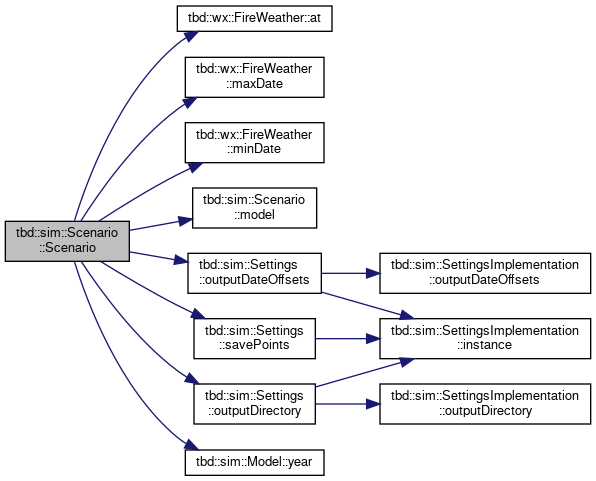 tbd::wx::FireWeather::at
tbd::wx::FireWeather
::maxDate
tbd::wx::FireWeather
::minDate
tbd::sim::Scenario
::model
tbd::sim::Scenario
::Scenario
tbd::sim::Settings
::outputDateOffsets
tbd::sim::SettingsImplementation
::outputDateOffsets
tbd::sim::Settings
::savePoints
tbd::sim::SettingsImplementation
::instance
tbd::sim::Settings
::outputDirectory
tbd::sim::SettingsImplementation
::outputDirectory
tbd::sim::Model::year